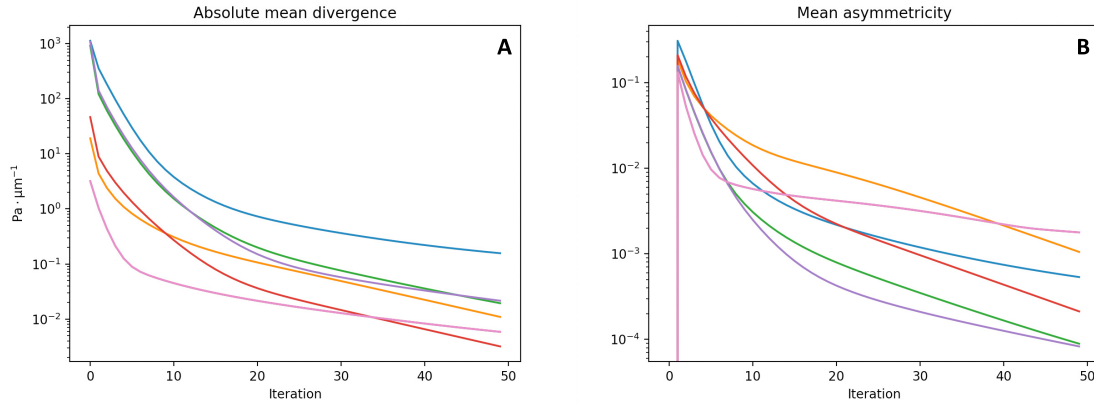 Absolute mean divergence
A
Pa · μm⁻¹
10³
10²
10¹
10⁰
10⁻¹
10⁻²
0 10 20 30 40 50
Iteration
Mean asymmetricity
B
10⁻¹
10⁻²
10⁻³
10⁻⁴
0 10 20 30 40 50
Iteration